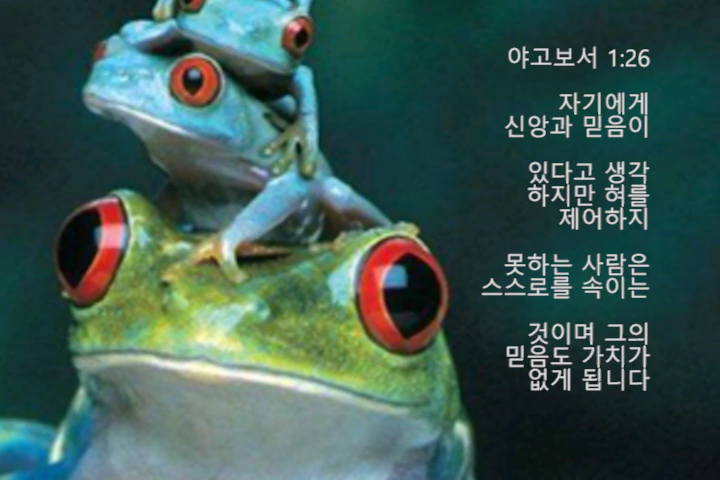 야고보서 1:26
자기에게
신앙과 믿음이
있다고 생각
하지만 혀를
제어하지
못하는 사람은
스스로를 속이는
것이며 그의
믿음도 가치가
없게 됩니다